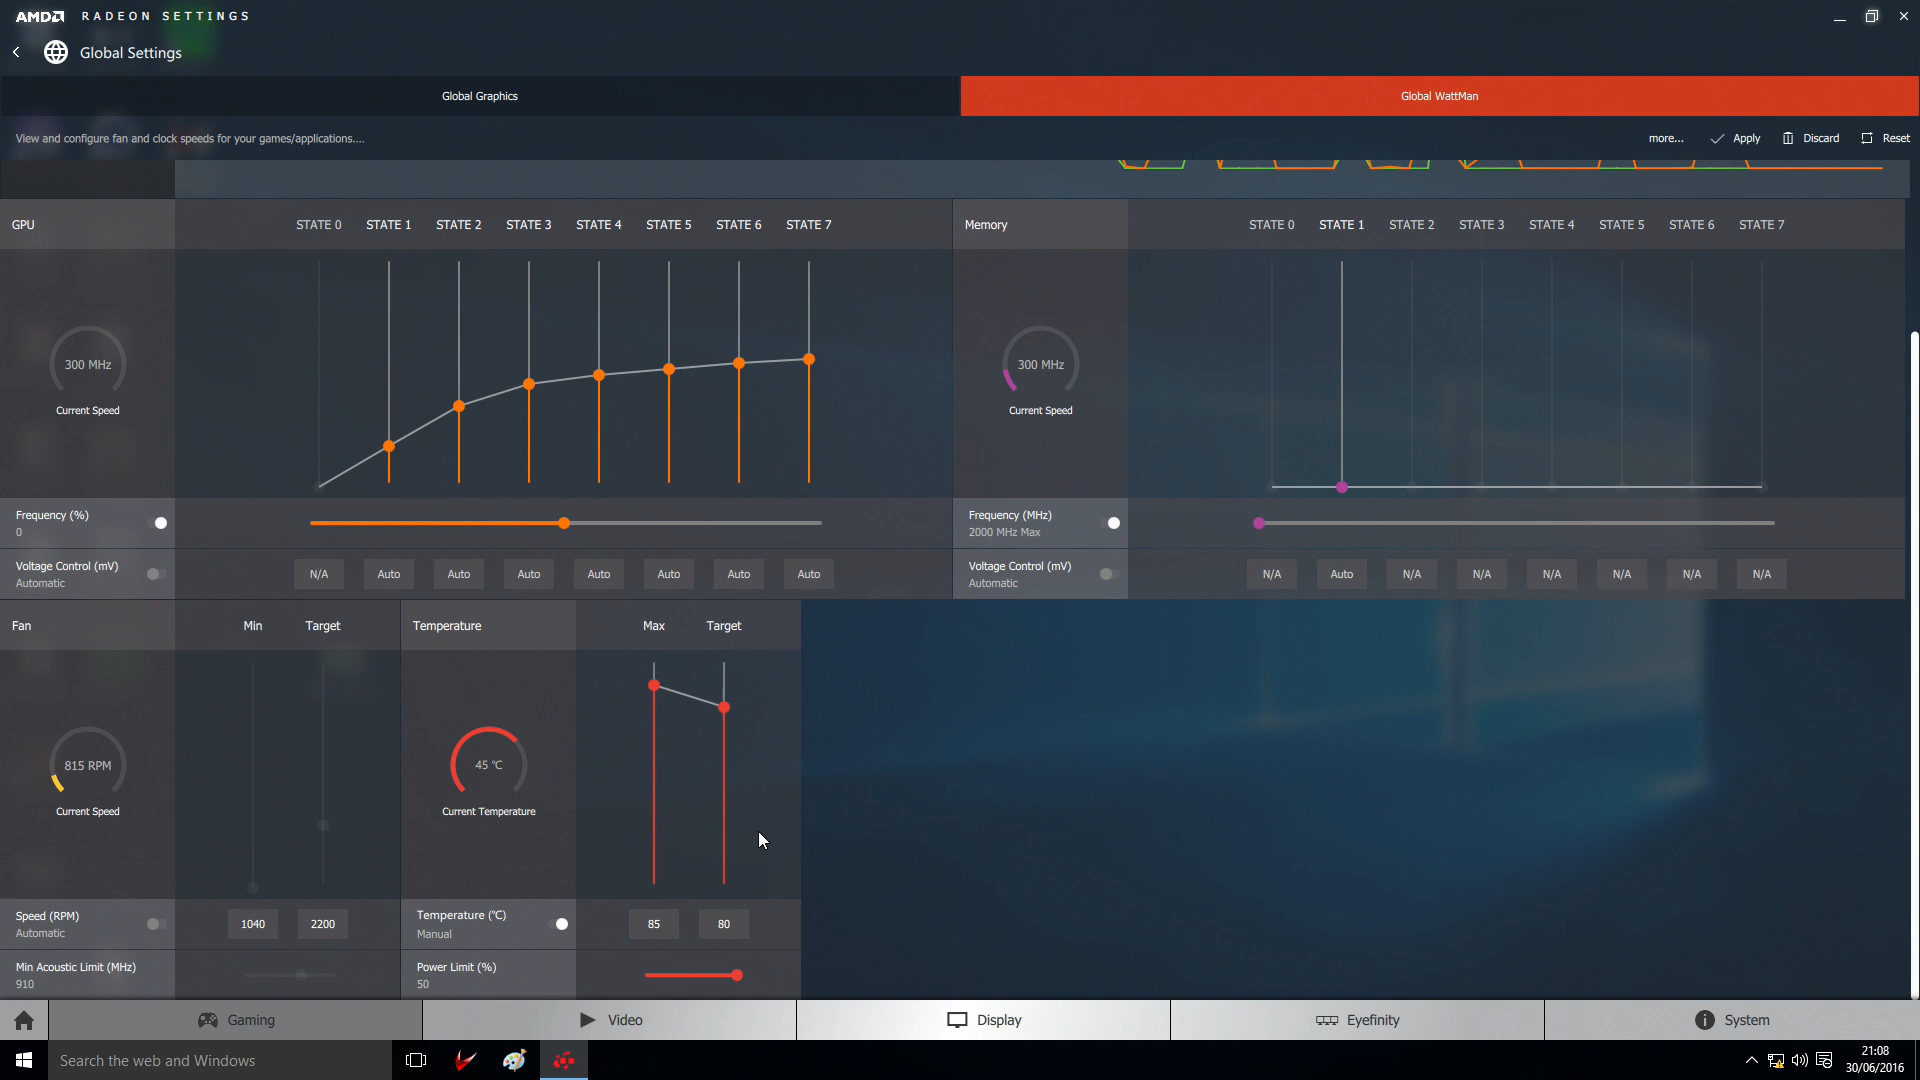 AMD RADEON SETTINGS
Global Settings
Global Graphics
Global WattMan
View and configure fan and clock speeds for your games/applications....
more... Apply Discard Reset
GPU STATE 0 STATE 1 STATE 2 STATE 3 STATE 4 STATE 5 STATE 6 STATE 7
300 MHz
Current Speed
Frequency (%)
0
Voltage Control (mV)
Automatic
N/A Auto Auto Auto Auto Auto Auto Auto
Memory STATE 0 STATE 1 STATE 2 STATE 3 STATE 4 STATE 5 STATE 6 STATE 7
300 MHz
Current Speed
Frequency (MHz)
2000 MHz Max
Voltage Control (mV)
Automatic
N/A Auto N/A N/A N/A N/A N/A N/A
Fan Min Target
815 RPM
Current Speed
Speed (RPM)
Automatic
1040 2200
Min Acoustic Limit (MHz)
910
Temperature Max Target
45 °C
Current Temperature
Temperature (°C)
Manual
85 80
Power Limit (%)
50
Gaming Video Display Eyefinity System
Search the web and Windows
21:08
30/06/2016